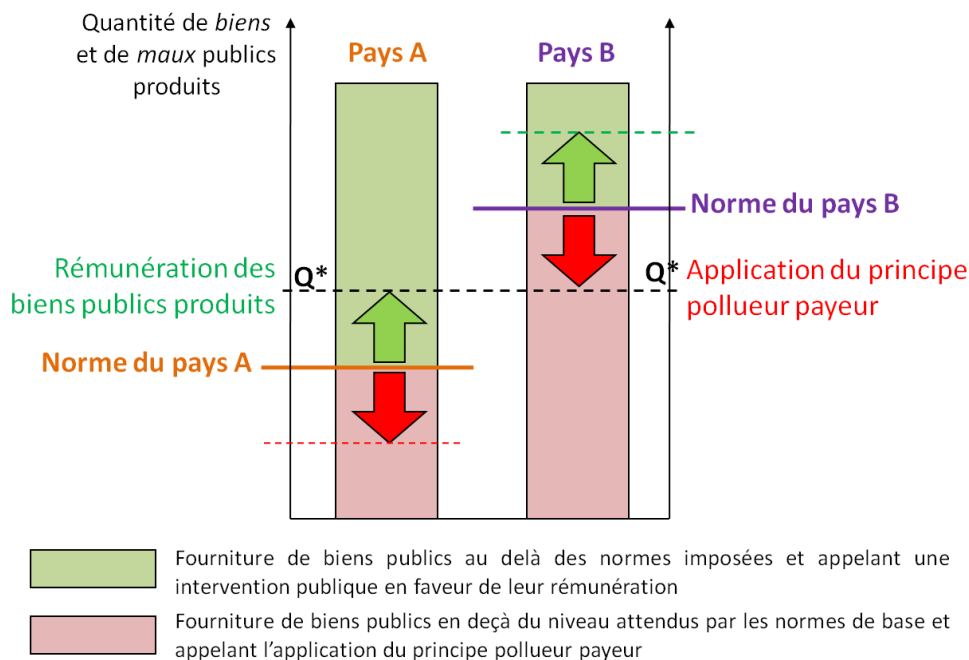 Quantité de biens
et de maux publics
produits
Pays A
Pays B
Norme du pays B
Rémunération des
biens publics produits
Q*
Q*
Application du principe
pollueur payeur
Norme du pays A
Fourniture de biens publics au delà des normes imposées et appelant une
intervention publique en faveur de leur rémunération
Fourniture de biens publics en deçà du niveau attendus par les normes de base et
appelant l’application du principe pollueur payeur